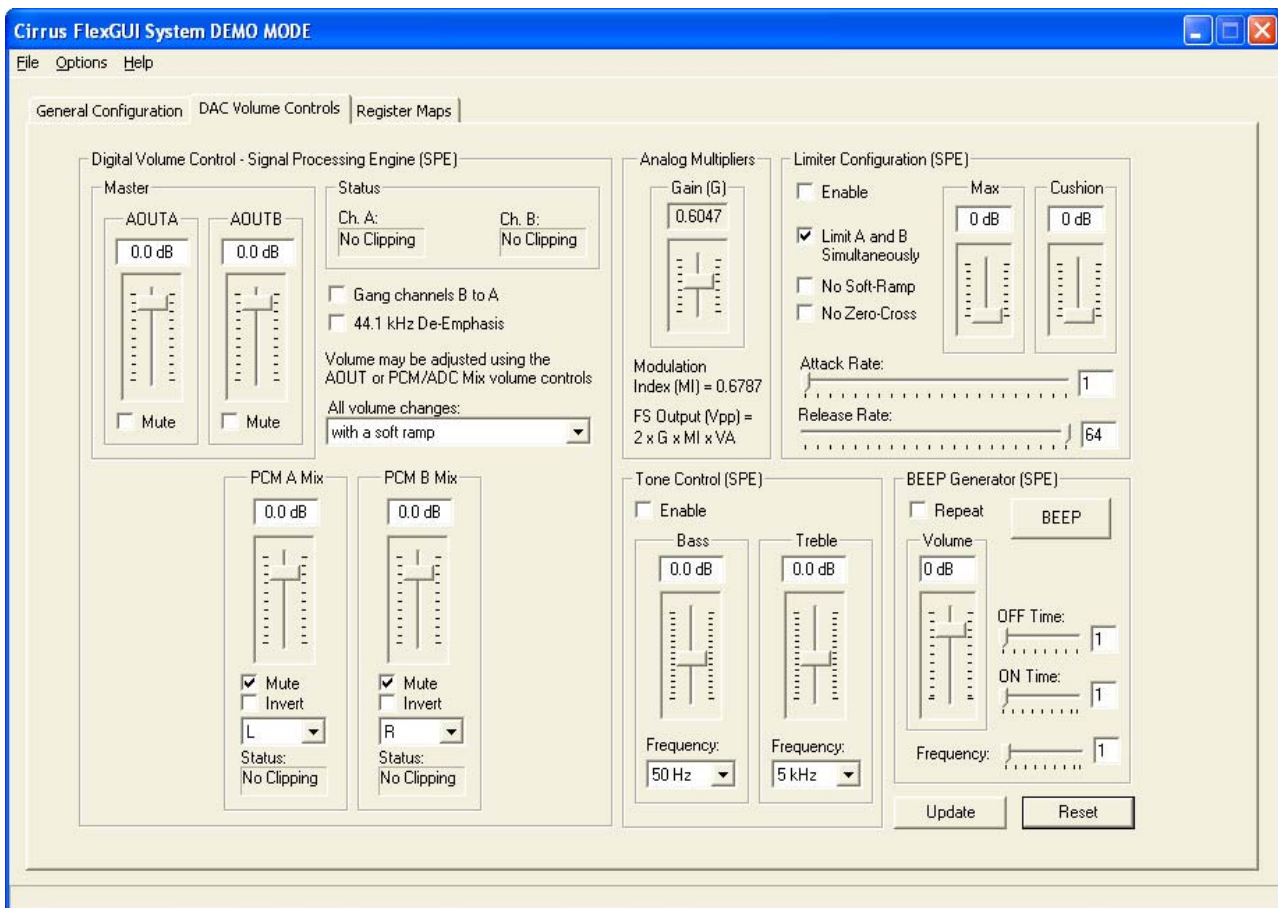 Cirrus FlexGUI System DEMO MODE
File Options Help
General Configuration DAC Volume Controls Register Maps
Digital Volume Control - Signal Processing Engine (SPE)
Master
AOUTA
0.0 dB
Mute
AOUTB
0.0 dB
Mute
Status
Ch. A:
No Clipping
Ch. B:
No Clipping
Gang channels B to A
44.1 kHz De-Emphasis
Volume may be adjusted using the
AOUT or PCM/ADC Mix volume controls
All volume changes:
with a soft ramp
PCM A Mix
0.0 dB
Mute
Invert
L
Status:
No Clipping
PCM B Mix
0.0 dB
Mute
Invert
R
Status:
No Clipping
Analog Multipliers
Gain (G)
0.6047
Modulation
Index (MI) = 0.6787
FS Output (Vpp) =
2 x G x MI x VA
Limiter Configuration (SPE)
Enable
Limit A and B
Simultaneously
No Soft-Ramp
No Zero-Cross
Max
0 dB
Cushion
0 dB
Attack Rate:
1
Release Rate:
64
Tone Control (SPE)
Enable
Bass
0.0 dB
Frequency:
50 Hz
Treble
0.0 dB
Frequency:
5 kHz
BEEP Generator (SPE)
Repeat
BEEP
Volume
0 dB
OFF Time:
1
ON Time:
1
Frequency:
1
Update
Reset